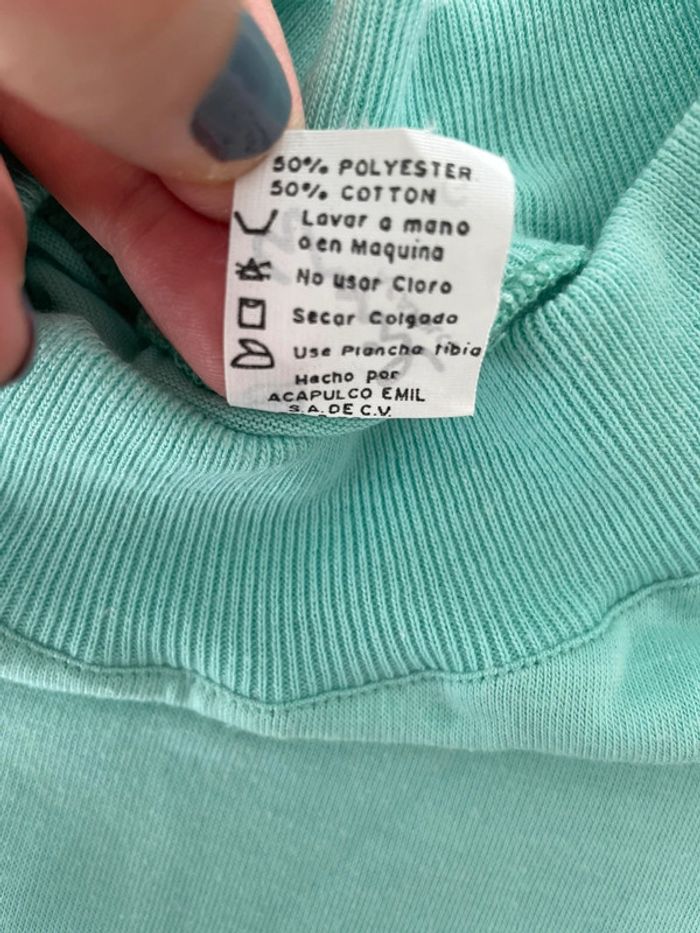 50% POLYESTER
50% COTTON
Lavar a mano
o en Maquina
No usar Cloro
Secar Colgado
Use Plancha tibia
Hecho por
ACAPULCO EMIL
S.A. DE C.V.